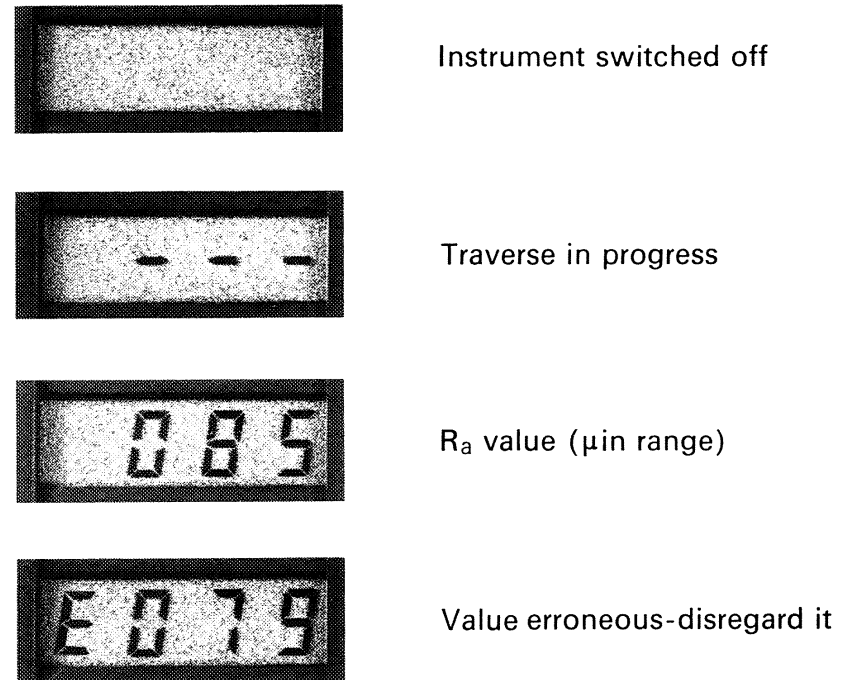 Instrument switched off
- - - Traverse in progress
085 Rₐ value (µin range)
E079 Value erroneous-disregard it